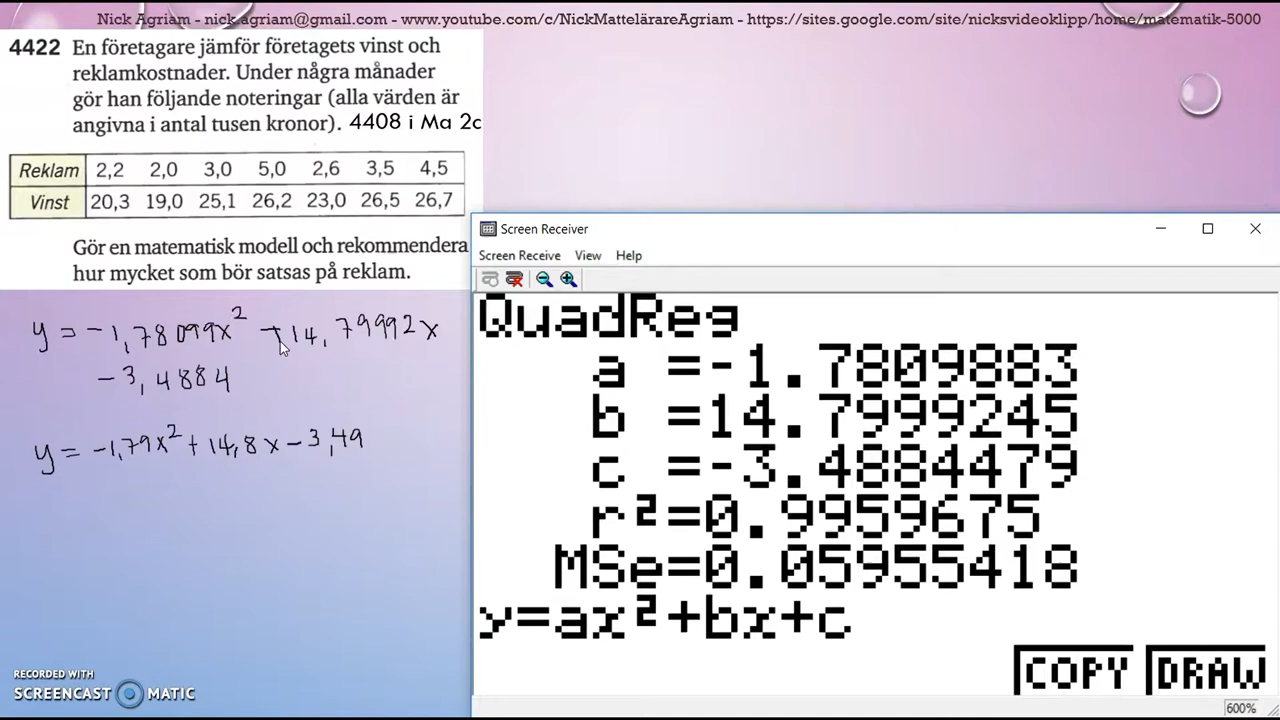 Nick Agriam - nick.agriam@gmail.com - www.youtube.com/c/NickMattelärareAgriam - https://sites.google.com/site/nicksvideoklipp/home/matematik-5000
4422 En företagare jämför företagets vinst och
reklamkostnader. Under några månader
gör han följande noteringar (alla värden är
angivna i antal tusen kronor). 4408 i Ma 2c
Reklam 2,2 2,0 3,0 5,0 2,6 3,5 4,5
Vinst 20,3 19,0 25,1 26,2 23,0 26,5 26,7
Gör en matematisk modell och rekommendera
hur mycket som bör satsas på reklam.
y = -1,78099x² +14,79992x
-3,4884
y = -1,79x² + 14,8x - 3,49
Screen Receiver
Screen Receive View Help
QuadReg
a =-1.7809883
b =14.7999245
c =-3.4884479
r²=0.9959675
MSe=0.05955418
y=ax²+bx+c
COPY DRAW
600%
RECORDED WITH
SCREENCAST MATIC